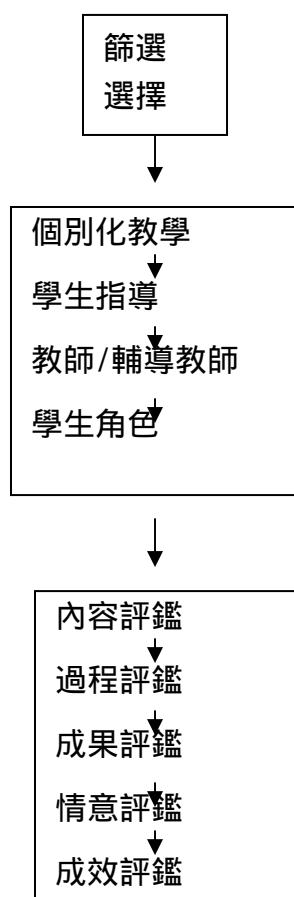 篩選
選擇
個別化教學
學生指導
教師/輔導教師
學生角色
內容評鑑
過程評鑑
成果評鑑
情意評鑑
成效評鑑